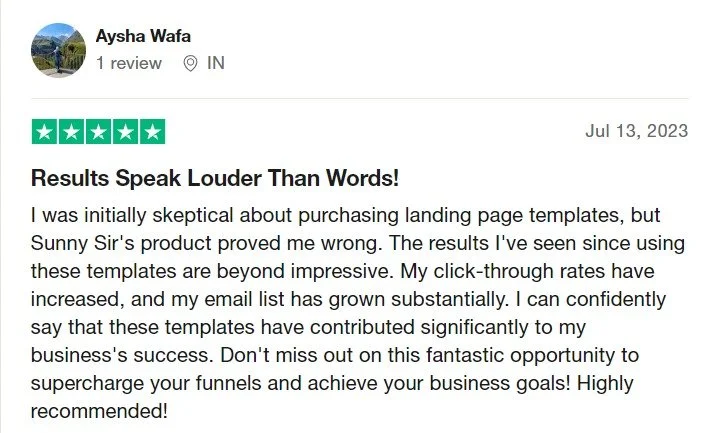 Aysha Wafa
1 review IN
Jul 13, 2023
Results Speak Louder Than Words!
I was initially skeptical about purchasing landing page templates, but
Sunny Sir's product proved me wrong. The results I've seen since using
these templates are beyond impressive. My click-through rates have
increased, and my email list has grown substantially. I can confidently
say that these templates have contributed significantly to my
business's success. Don't miss out on this fantastic opportunity to
supercharge your funnels and achieve your business goals! Highly
recommended!